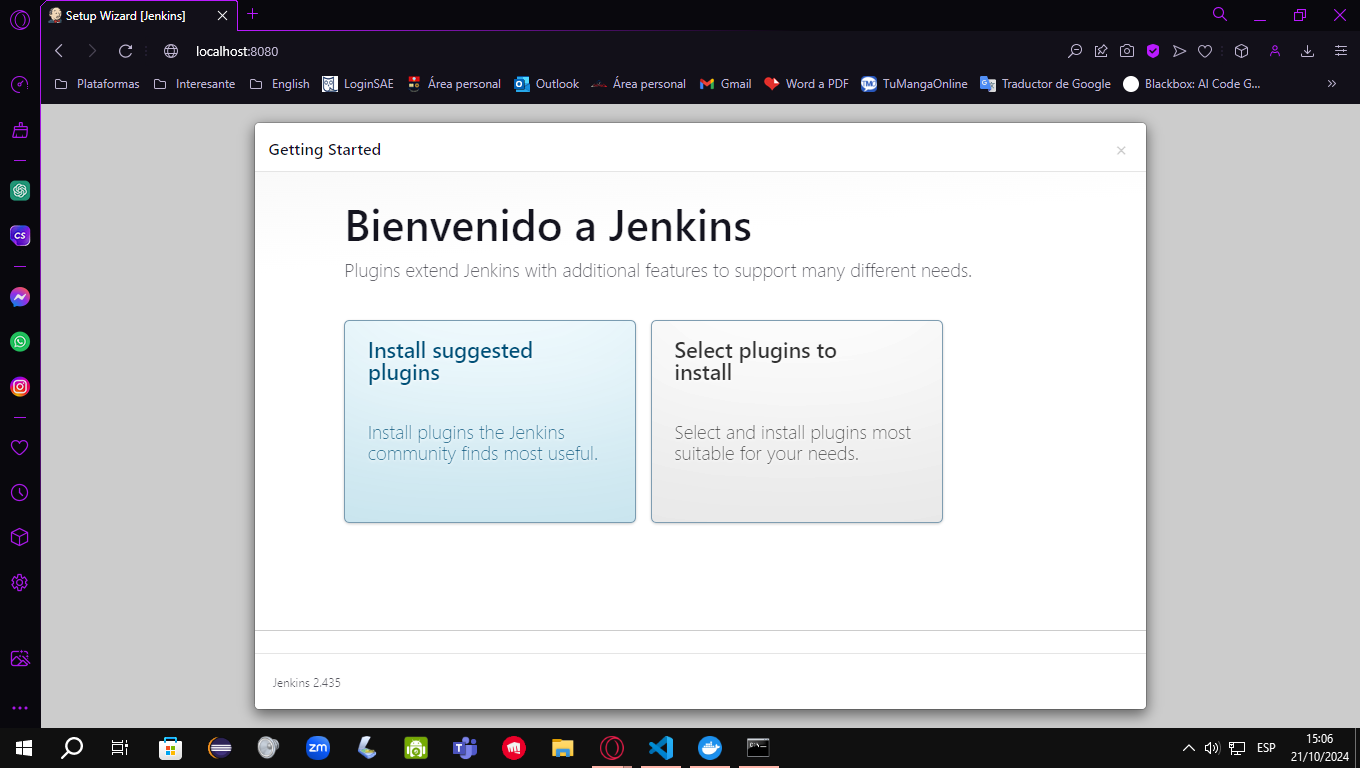 Setup Wizard [Jenkins]
localhost:8080
Plataformas
Interesante
English
LoginSAE
Área personal
Outlook
Área personal
Gmail
Word a PDF
TuMangaOnline
Traductor de Google
Blackbox: AI Code G...
CS
Getting Started
Bienvenido a Jenkins
Plugins extend Jenkins with additional features to support many different needs.
Install suggested
plugins
Install plugins the Jenkins
community finds most useful.
Select plugins to
install
Select and install plugins most
suitable for your needs.
Jenkins 2.435
zm
ESP
15:06
21/10/2024